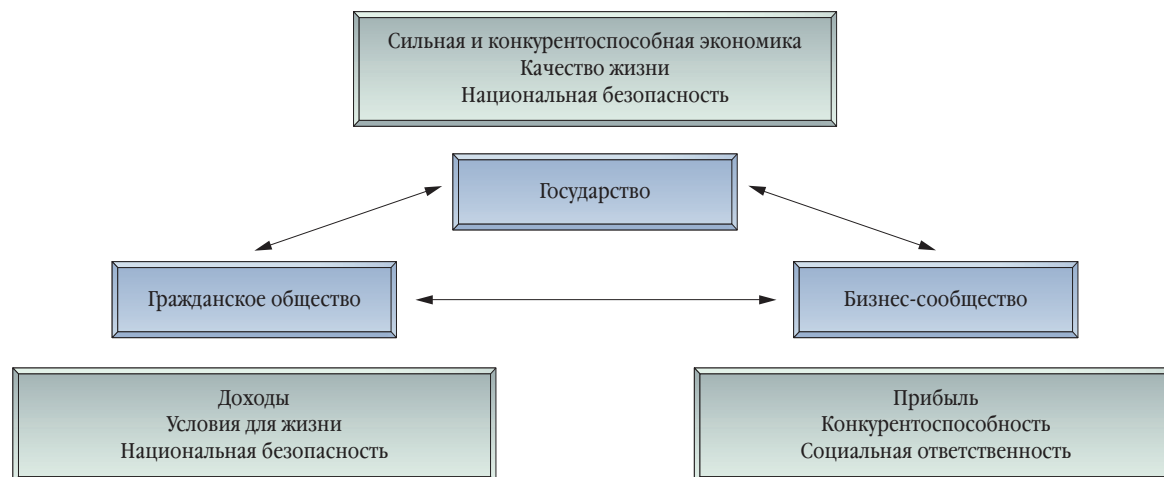 Сильная и конкурентоспособная экономика
Качество жизни
Национальная безопасность
Государство
Гражданское общество
Бизнес-сообщество
Доходы
Условия для жизни
Национальная безопасность
Прибыль
Конкурентоспособность
Социальная ответственность